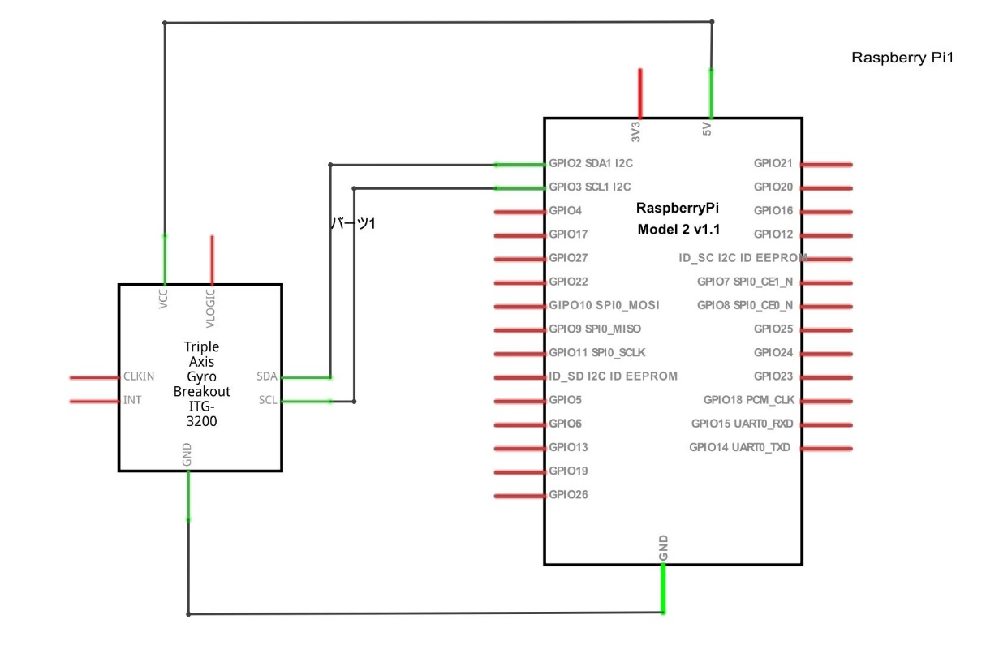 Raspberry Pi1
3V3
5V
GPIO2 SDA1 I2C
GPIO3 SCL1 I2C
GPIO4
GPIO17
GPIO27
GPIO22
GIPO10 SPI0_MOSI
GPIO9 SPI0_MISO
GPIO11 SPI0_SCLK
ID_SD I2C ID EEPROM
GPIO5
GPIO6
GPIO13
GPIO19
GPIO26
RaspberryPi
Model 2 v1.1
GPIO21
GPIO20
GPIO16
GPIO12
ID_SC I2C ID EEPROM
GPIO7 SPI0_CE1_N
GPIO8 SPI0_CE0_N
GPIO25
GPIO24
GPIO23
GPIO18 PCM_CLK
GPIO15 UART0_RXD
GPIO14 UART0_TXD
GND
パーツ1
VCC
VLOGIC
Triple
Axis
Gyro
Breakout
ITG-
3200
CLKIN
INT
SDA
SCL
GND